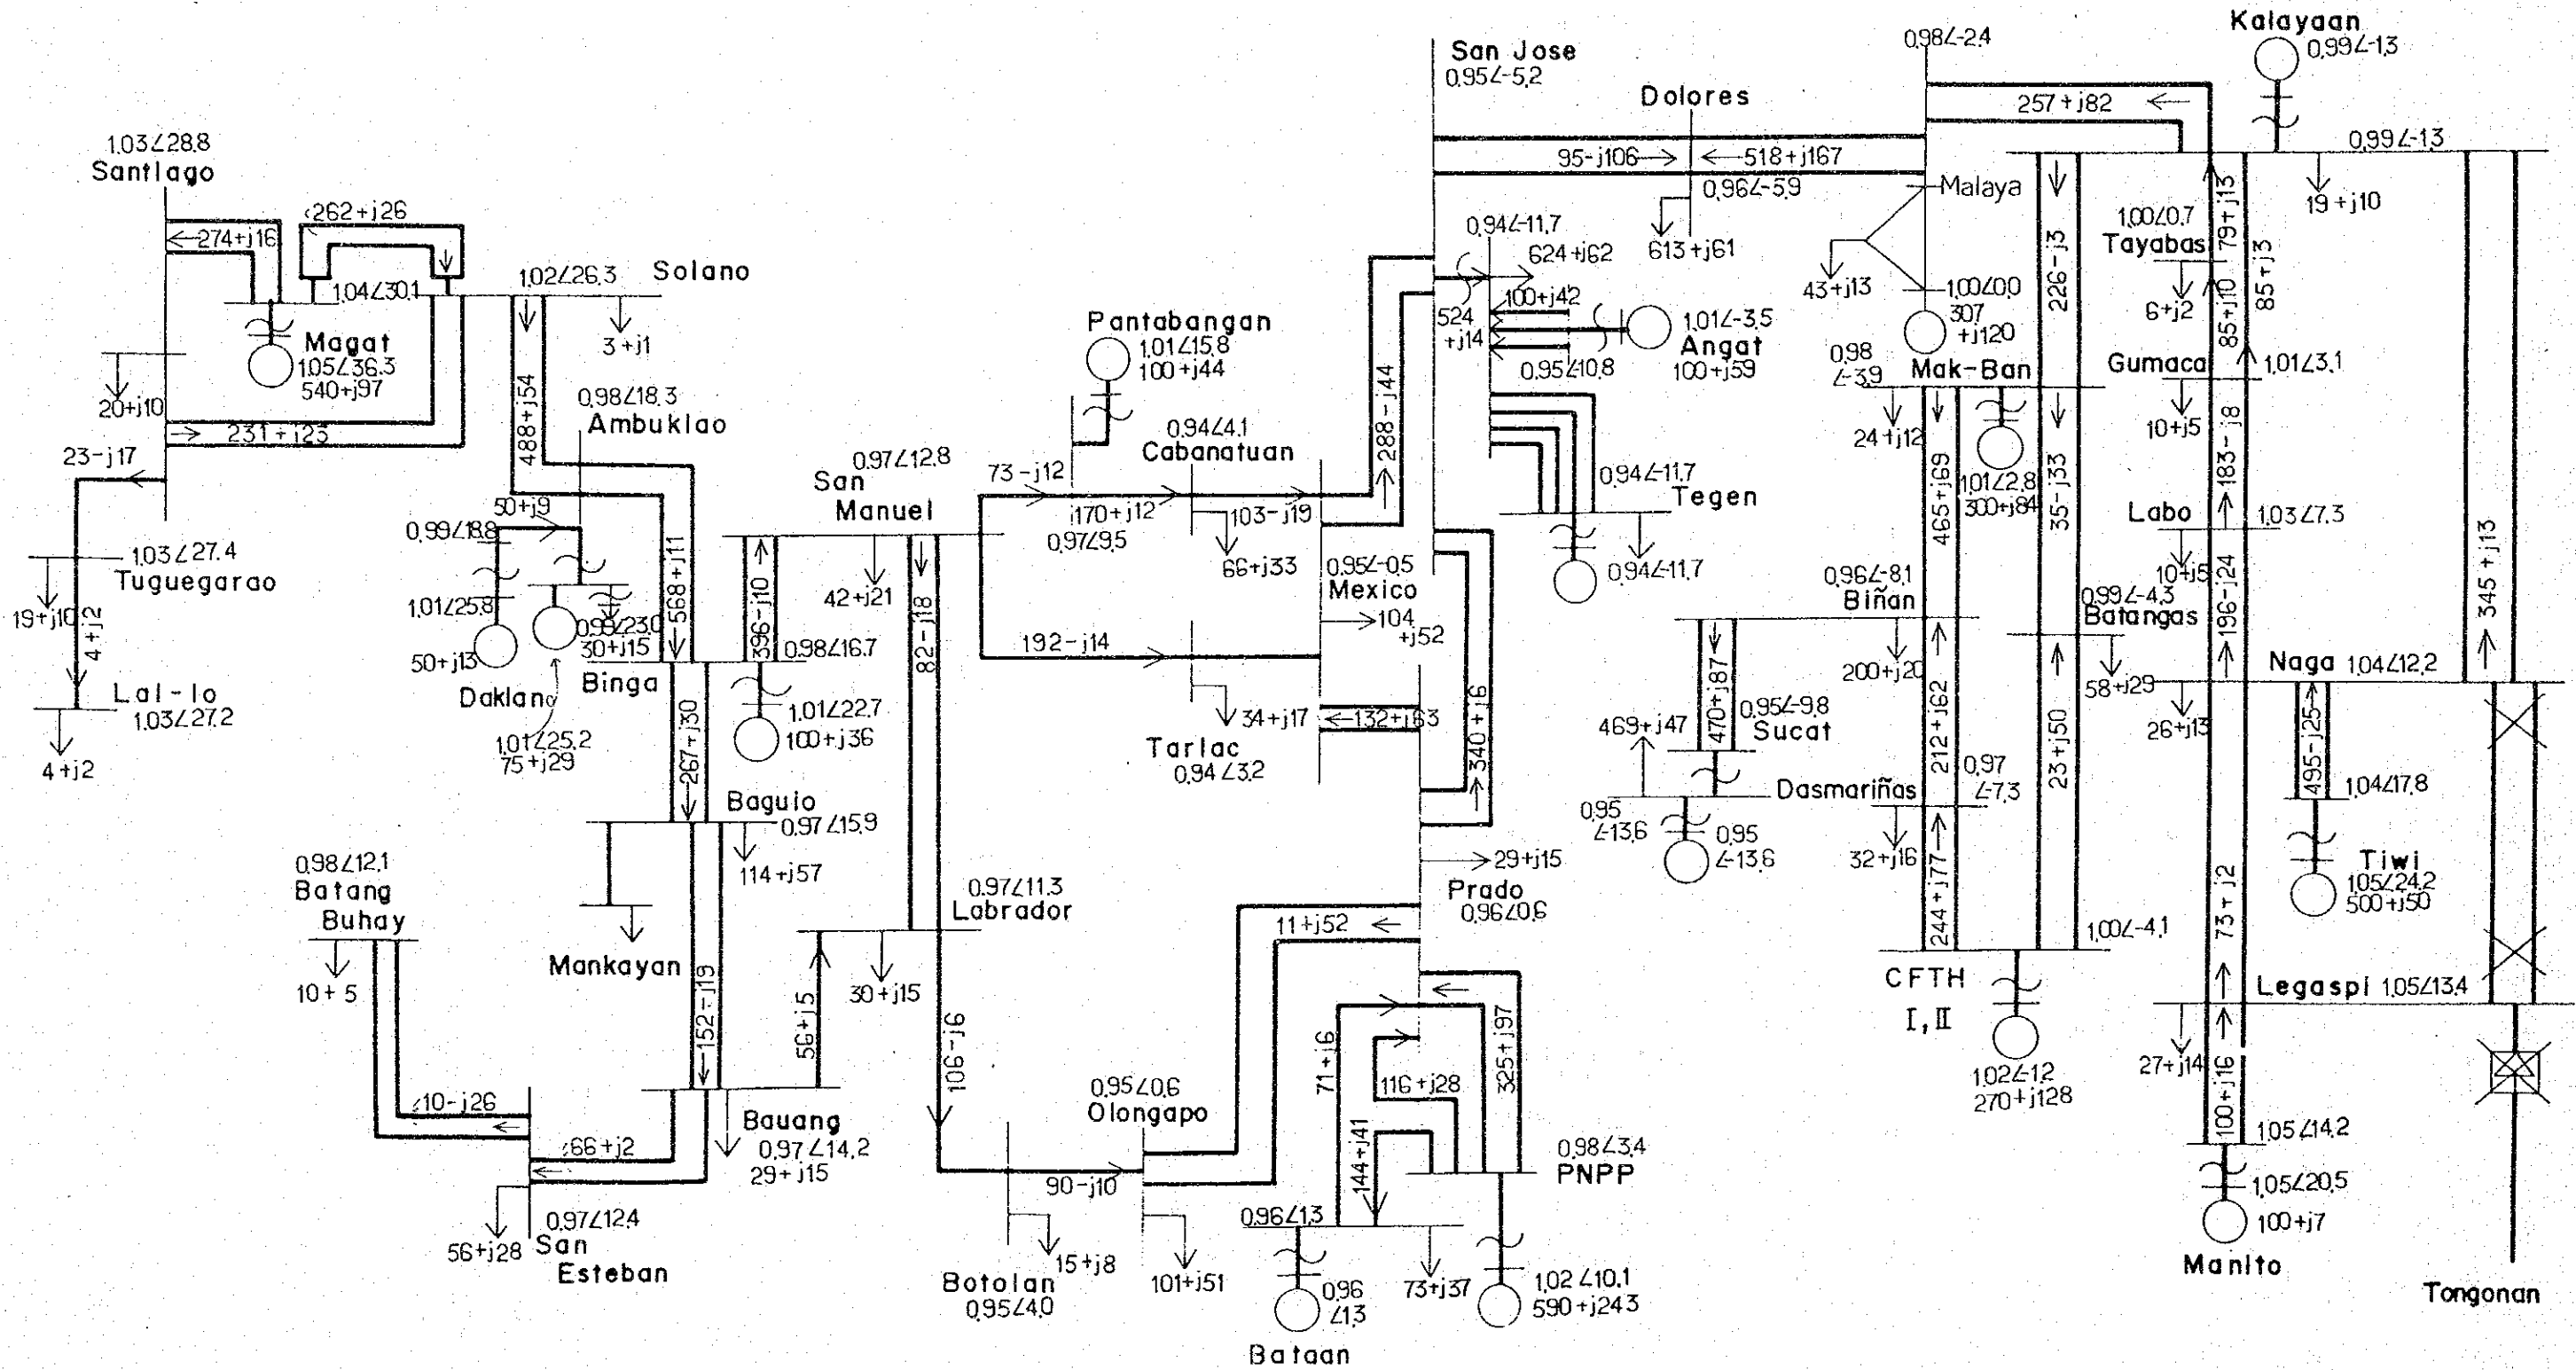 Kalayaan
0.99∠-1.3
San Jose
0.95∠-5.2
0.98∠-2.4
Dolores
257+j82
1.03∠28.8
Santiago
0.99∠-1.3
95-j106
518+j167
0.96∠-5.9
Malaya
19+j10
262+j26
274+j16
1.04∠30.1
1.02∠26.3
Solano
0.94∠-11.7
624+j62
613+j61
43+j13
1.00∠0.0
307
+j120
226-j3
1.00∠0.7
Tayabas
79+j13
85+j3
6+j2
85+j10
Magat
1.05∠36.3
540+j97
3+j1
Pantabangan
1.01∠15.8
100+j44
288-j44
524
+j14
100+j42
1.01∠-3.5
Angat
100+j59
0.95∠-10.8
0.98
∠-3.9
Mak-Ban
Gumaca
1.01∠3.1
20+j10
231+j23
488+j54
0.98∠18.3
Ambuklao
24+j12
10+j5
23-j17
50+j9
0.97∠12.8
San
Manuel
73-j12
0.94∠4.1
Cabanatuan
170+j12
103-j19
0.97∠9.5
66+j33
0.94∠-11.7
Tegen
0.94∠-11.7
465+j69
1.01∠2.8
300+j84
35-j33
183-j8
Labo
1.03∠7.3
10+j5
345+j13
0.99∠18.8
1.03∠27.4
Tuguegarao
19+j10
4+j2
1.01∠25.8
50+j13
0.99∠23.0
30+j15
568+j11
396-j10
42+j21
82-j18
0.95∠-0.5
Mexico
104
+j52
0.96∠-8.1
Biñan
0.99∠-4.3
Batangas
196-j24
Lal-lo
1.03∠27.2
4+j2
Daklan
1.01∠25.2
75+j29
Binga
0.98∠16.7
1.01∠22.7
100+j36
267+j30
192-j14
34+j17
132+j63
Tarlac
0.94∠3.2
340+j6
470+j87
200+j20
469+j47
0.95∠-9.8
Sucat
212+j62
23+j50
58+j29
Naga 1.04∠12.2
26+j13
495-j25
1.04∠17.8
Baguio
0.97∠15.9
114+j57
Dasmariñas
0.97
∠-7.3
0.95
∠-13.6
0.95
∠-13.6
32+j16
0.98∠12.1
Batang
Buhay
10+5
Mankayan
152-j19
56+j5
0.97∠11.3
Labrador
30+j15
29+j15
Prado
0.96∠0.6
11+j52
244+j77
1.00∠-4.1
73+j2
Tiwi
1.05∠24.2
500+j50
CFTH
I,II
Legaspi 1.05∠13.4
27+j14
106-j6
71+j6
116+j28
325+j97
1.02∠-1.2
270+j128
100+j16
1.05∠14.2
10-j26
66+j2
Bauang
0.97∠14.2
29+j15
0.95∠0.6
Olongapo
90-j10
144+j41
0.98∠3.4
PNPP
1.05∠20.5
100+j7
Manito
0.97∠12.4
San
Esteban
56+j28
Botolan
0.95∠4.0
15+j8
101+j51
0.96∠1.3
0.96
∠1.3
Bataan
73+j37
1.02∠10.1
590+j243
Tongonan